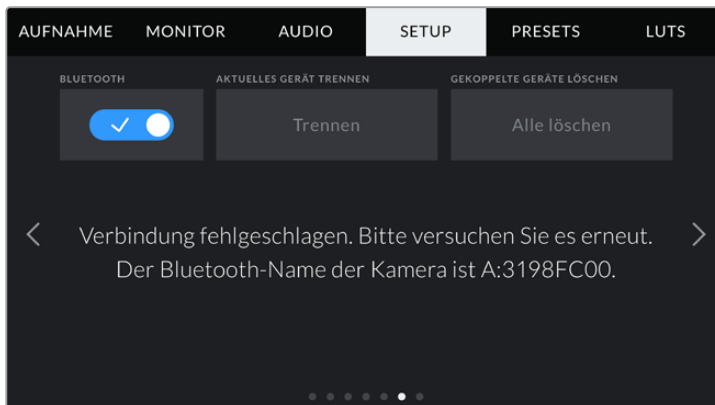 AUFNAHME MONITOR AUDIO SETUP PRESETS LUTS
BLUETOOTH AKTUELLES GERÄT TRENNEN GEKOPPELTE GERÄTE LÖSCHEN
Trennen Alle löschen
Verbindung fehlgeschlagen. Bitte versuchen Sie es erneut.
Der Bluetooth-Name der Kamera ist A:3198FC00.